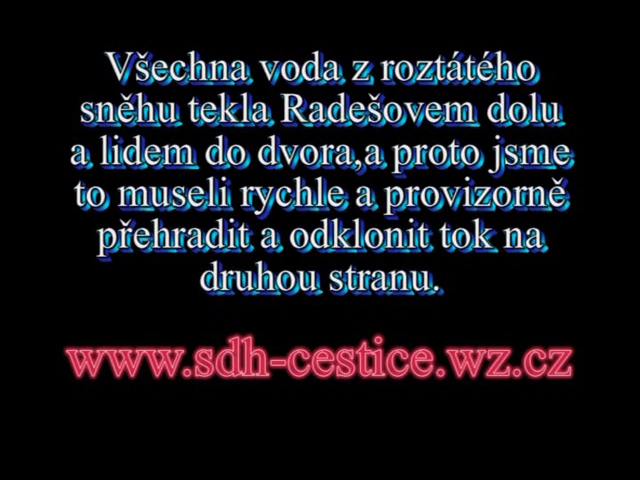 Všechna voda z roztátého
sněhu tekla Radešovem dolu
a lidem do dvora,a proto jsme
to museli rychle a provizorně
přehradit a odklonit tok na
druhou stranu.
www.sdh-cestice.wz.cz